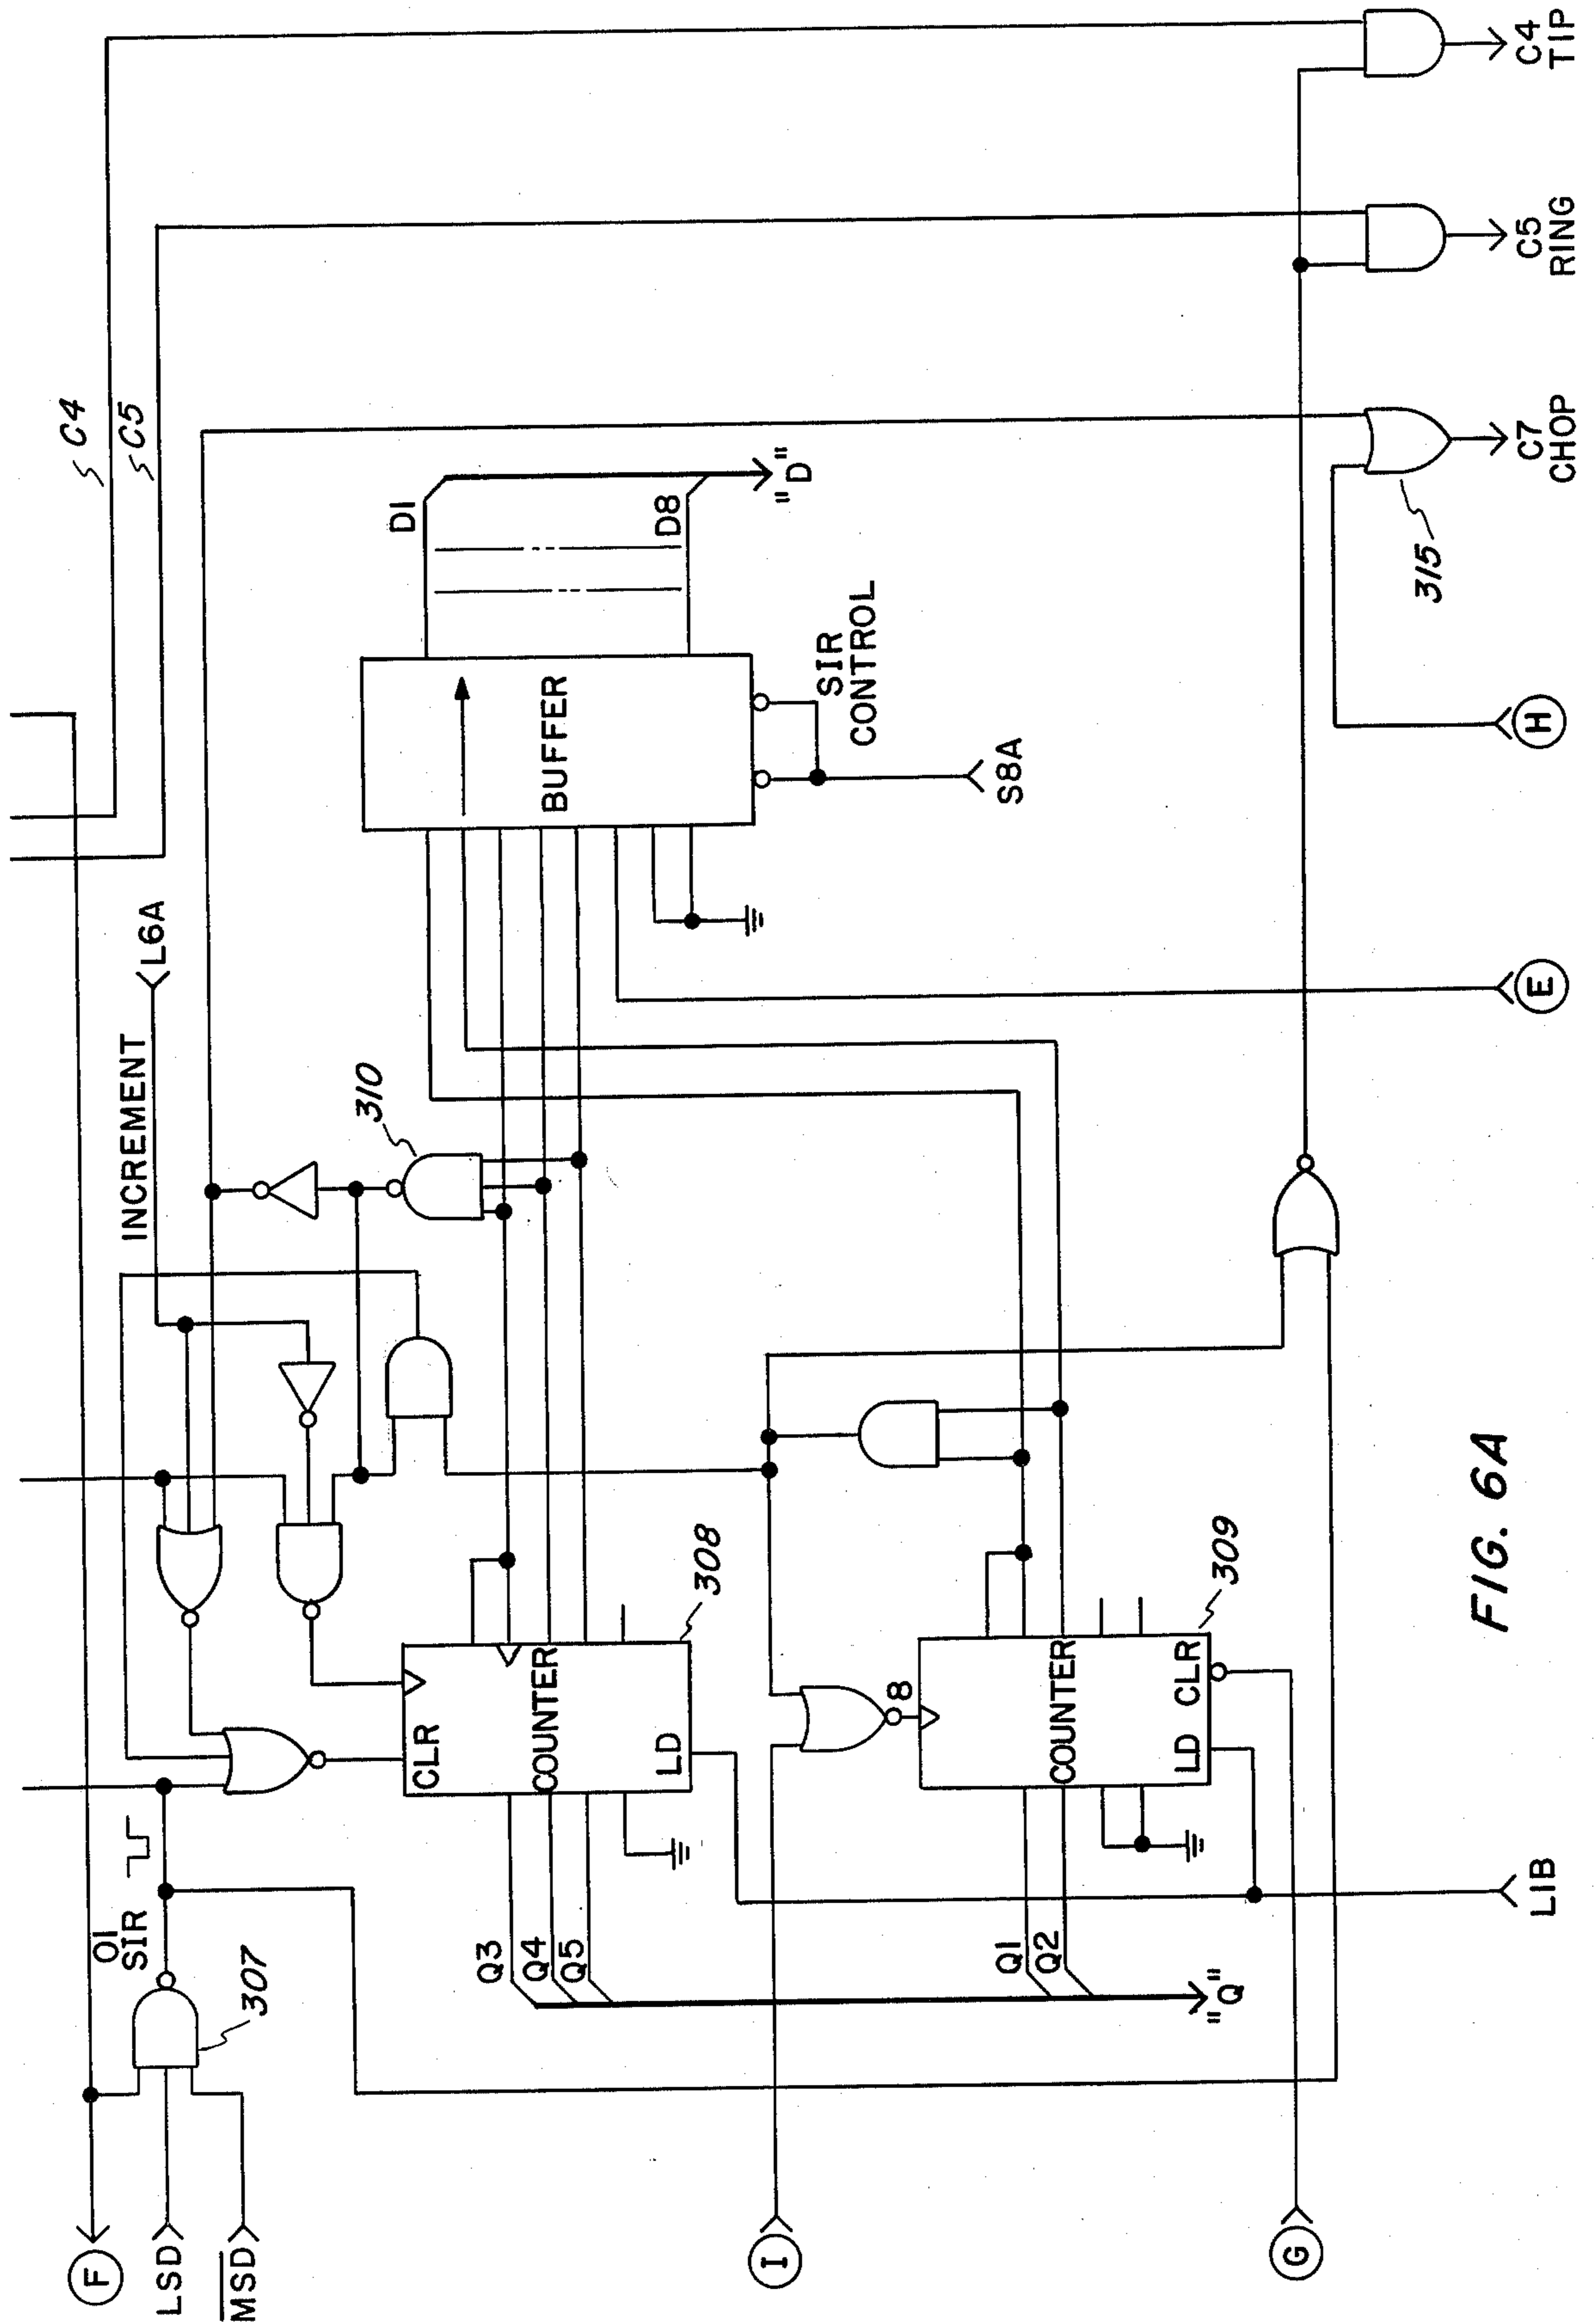 F
LSD
MSD
307
01
SIR
INCREMENT
L6A
C4
C5
310
CLR
COUNTER
LD
308
Q3
Q4
Q5
BUFFER
D1
D8
"D"
SIR
CONTROL
S8A
I
8
COUNTER
LD
CLR
309
Q1
Q2
"Q"
G
LIB
E
H
315
C7
CHOP
C5
RING
C4
TIP
FIG. 6A